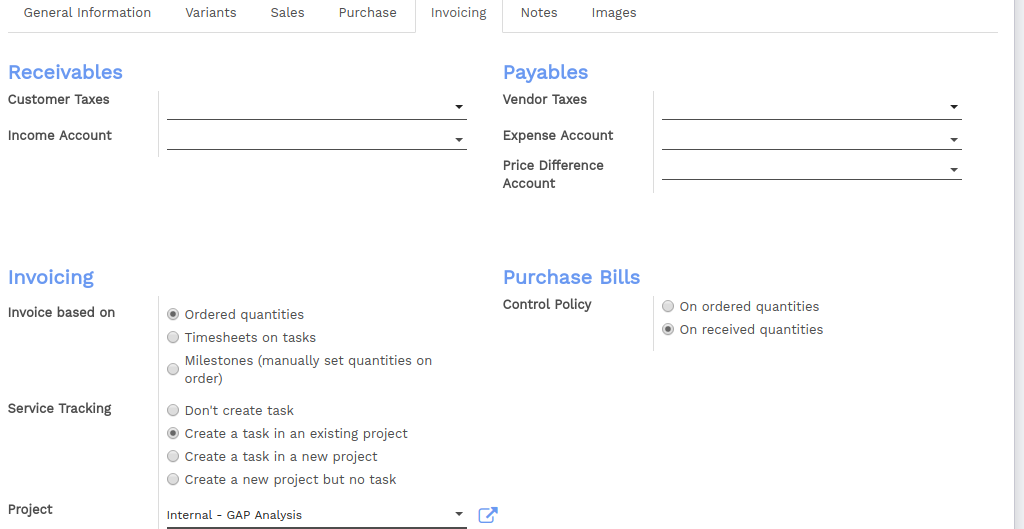 General Information Variants Sales Purchase Invoicing Notes Images
Receivables
Customer Taxes
Income Account
Payables
Vendor Taxes
Expense Account
Price Difference
Account
Invoicing
Invoice based on
Ordered quantities
Timesheets on tasks
Milestones (manually set quantities on
order)
Service Tracking
Don't create task
Create a task in an existing project
Create a task in a new project
Create a new project but no task
Project
Internal - GAP Analysis
Purchase Bills
Control Policy
On ordered quantities
On received quantities